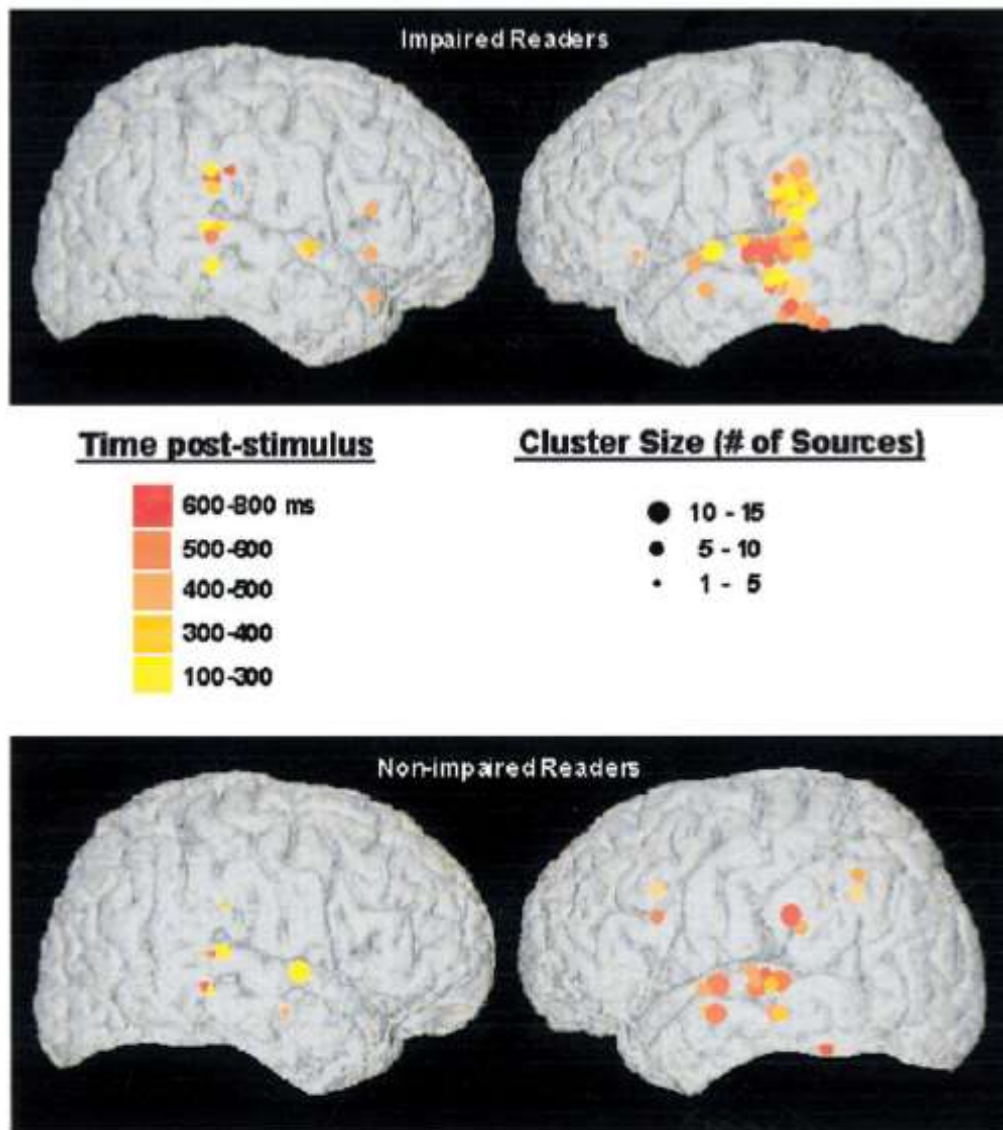 Impaired Readers
Time post-stimulus
600-800 ms
500-600
400-500
300-400
100-300
Cluster Size (# of Sources)
10 - 15
5 - 10
1 - 5
Non-impaired Readers